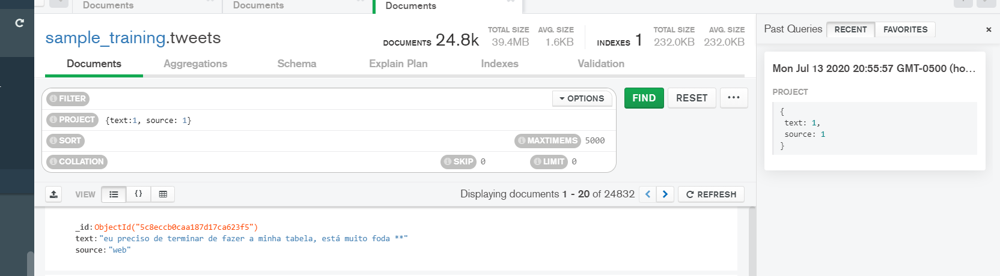 Documents
Documents
Documents
sample_training.tweets
DOCUMENTS 24.8k
TOTAL SIZE
39.4MB
AVG. SIZE
1.6KB
INDEXES 1
TOTAL SIZE
232.0KB
AVG. SIZE
232.0KB
Documents
Aggregations
Schema
Explain Plan
Indexes
Validation
FILTER
OPTIONS
FIND
RESET
PROJECT {text:1, source: 1}
SORT
MAXTIMEMS 5000
COLLATION
SKIP 0
LIMIT 0
VIEW
{}
Displaying documents 1 - 20 of 24832
REFRESH
_id:ObjectId("5c8eccb0caa187d17ca623f5")
text:"eu preciso de terminar de fazer a minha tabela, está muito foda **"
source:"web"
Past Queries
RECENT
FAVORITES
×
Mon Jul 13 2020 20:55:57 GMT-0500 (ho...
PROJECT
{
text: 1,
source: 1
}